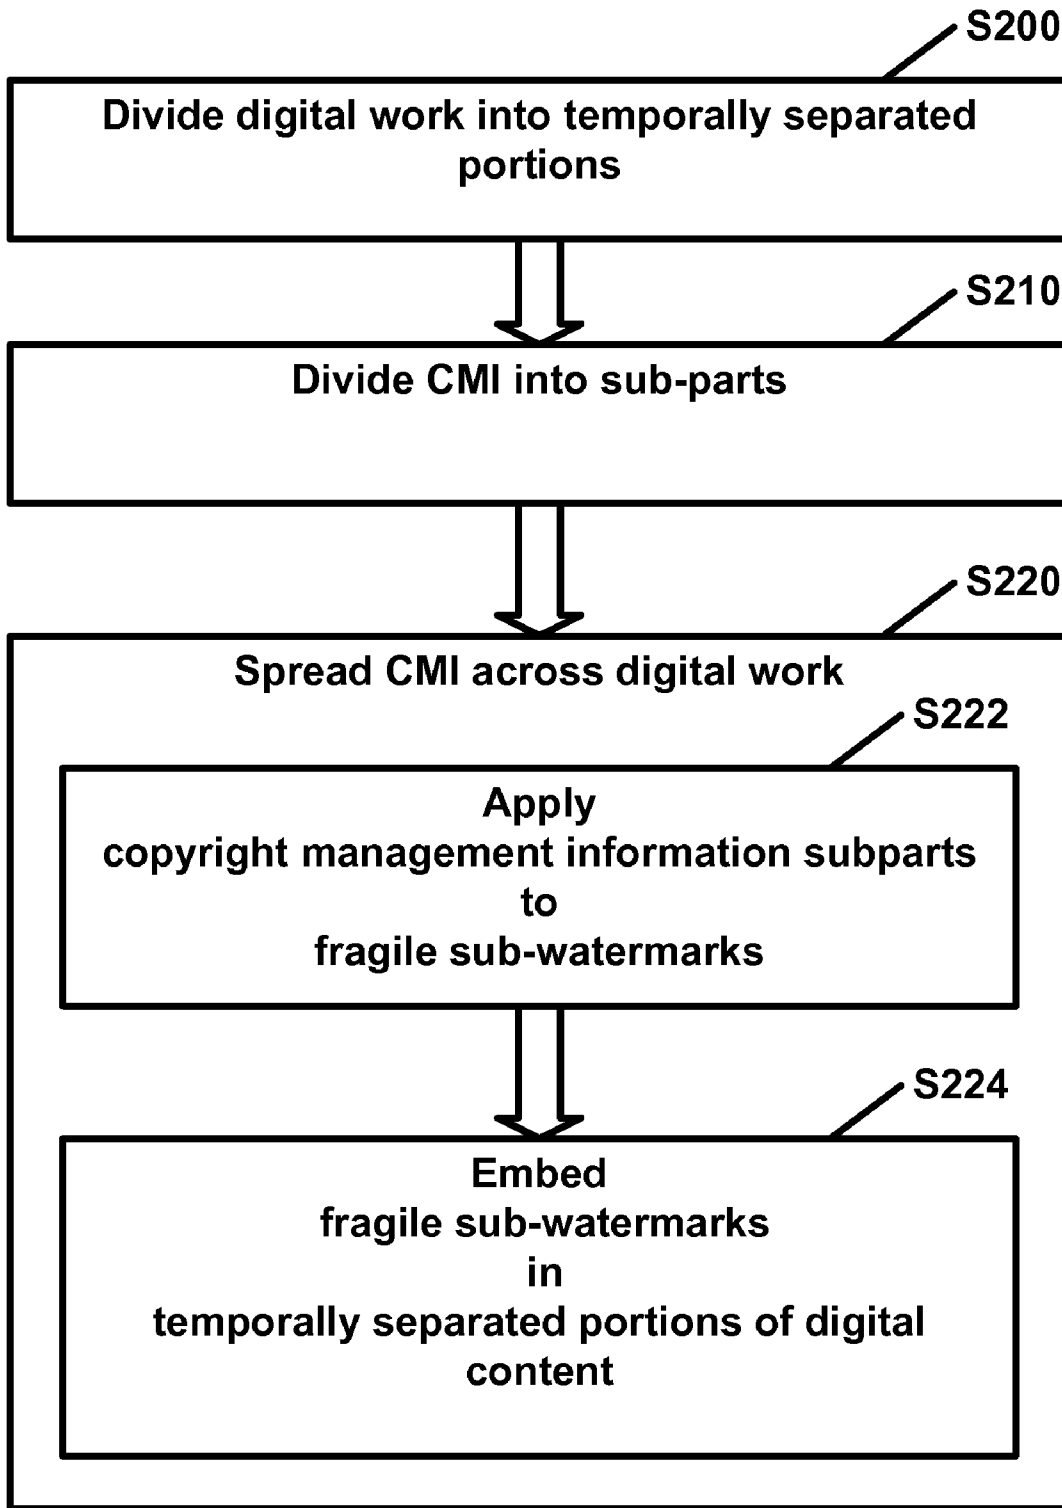 S200
Divide digital work into temporally separated
portions
S210
Divide CMI into sub-parts
S220
Spread CMI across digital work
S222
Apply
copyright management information subparts
to
fragile sub-watermarks
S224
Embed
fragile sub-watermarks
in
temporally separated portions of digital
content